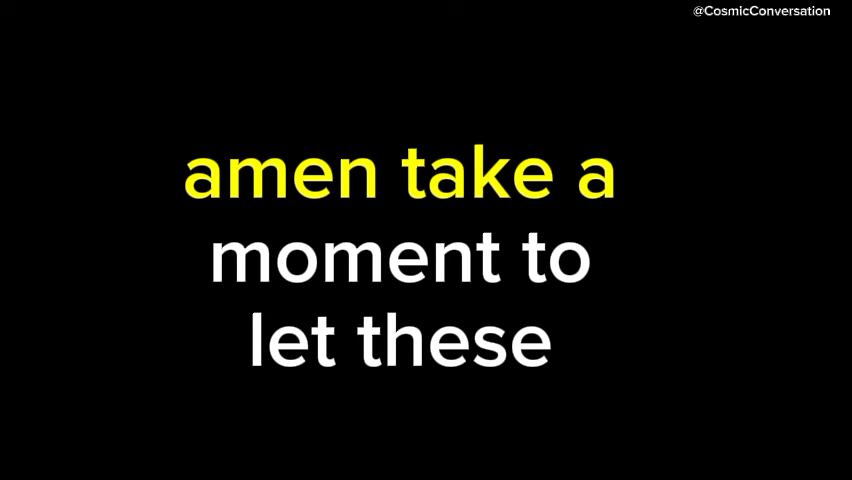 @CosmicConversation
amen take a
moment to
let these